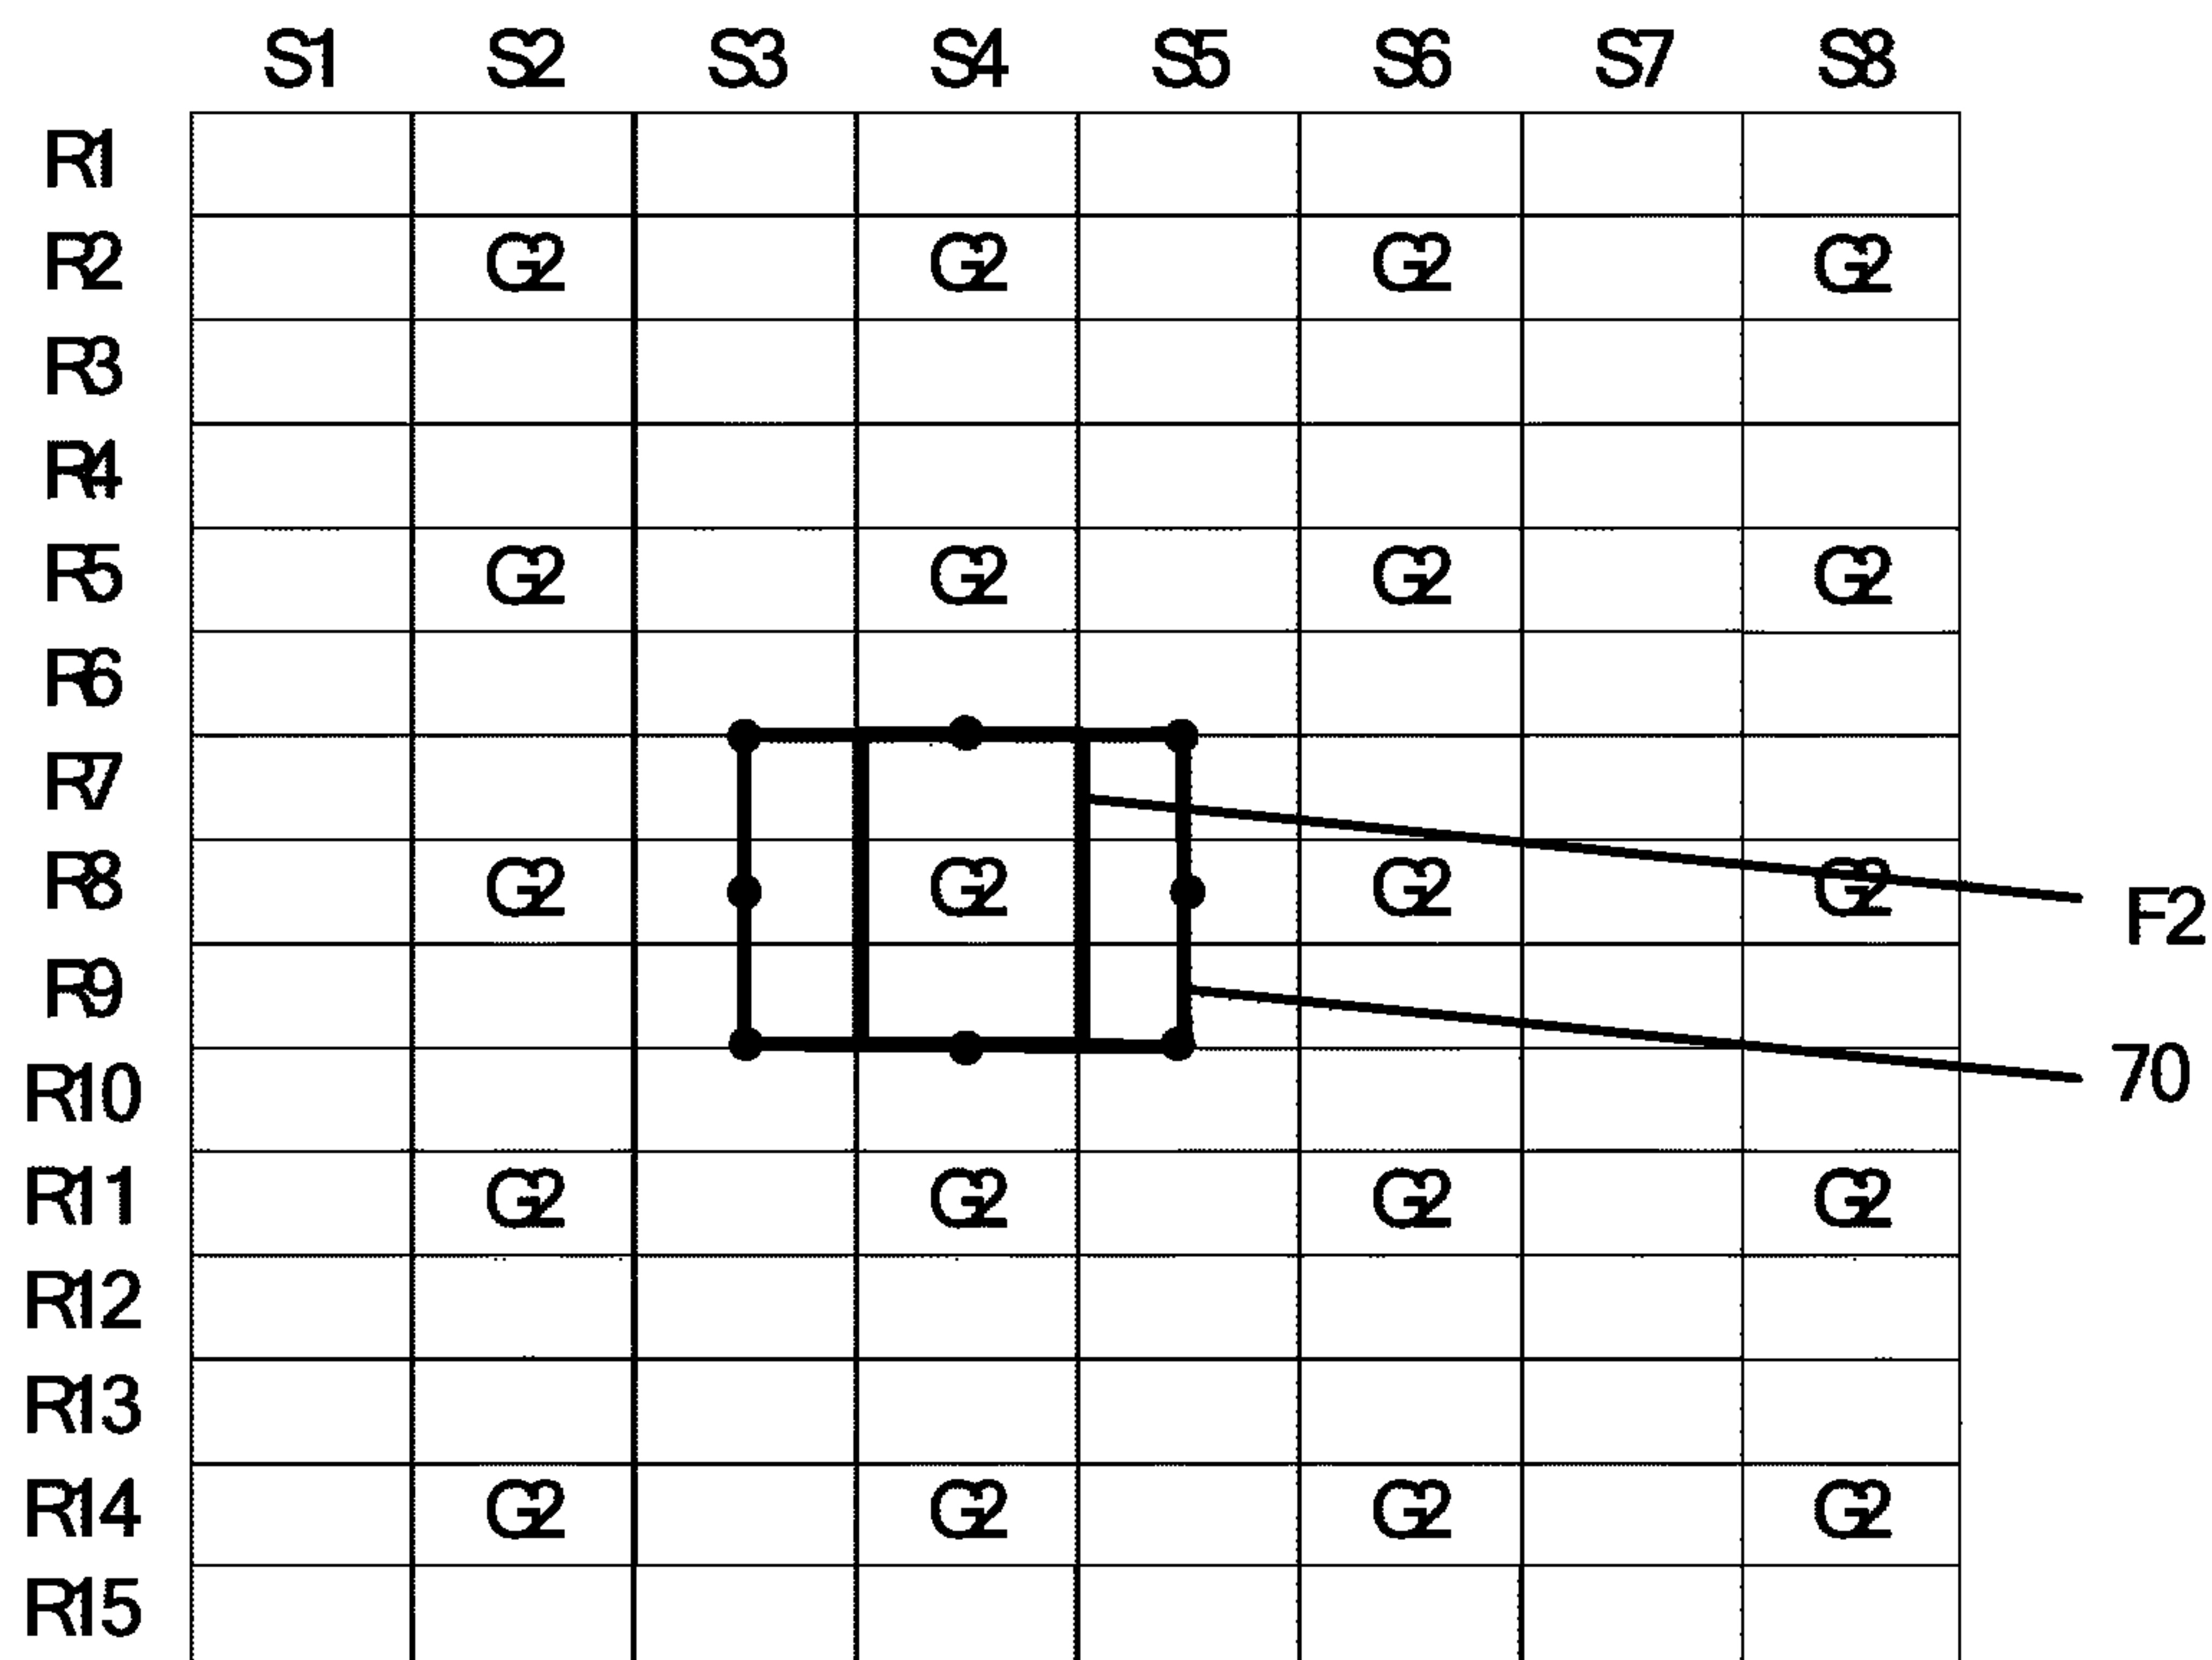 S1 S2 S3 S4 S5 S6 S7 S8
R1
R2 G2 G2 G2 G2
R3
R4
R5 G2 G2 G2 G2
R6
R7
R8 G2 G2 G2 G2
F2
R9
70
R10
R11 G2 G2 G2 G2
R12
R13
R14 G2 G2 G2 G2
R15